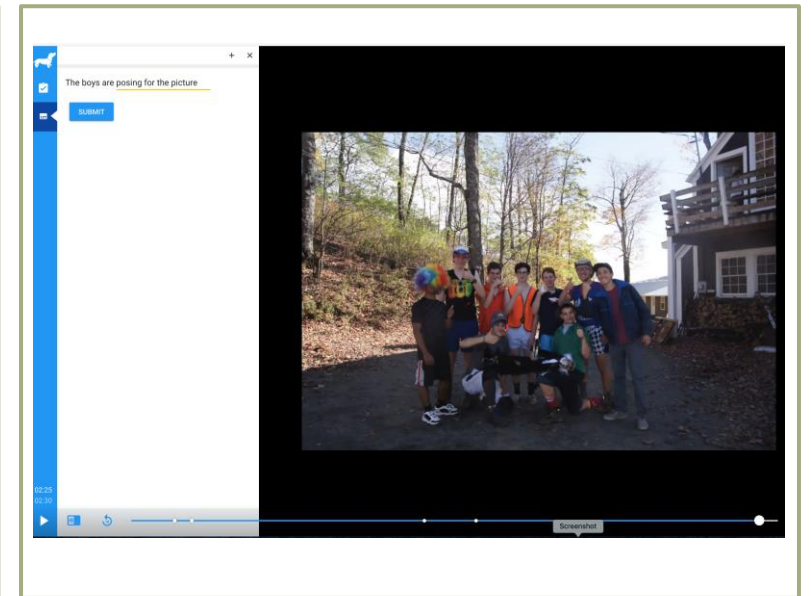 + ×
The boys are posing for the picture
SUBMIT
02:25
02:30
Screenshot